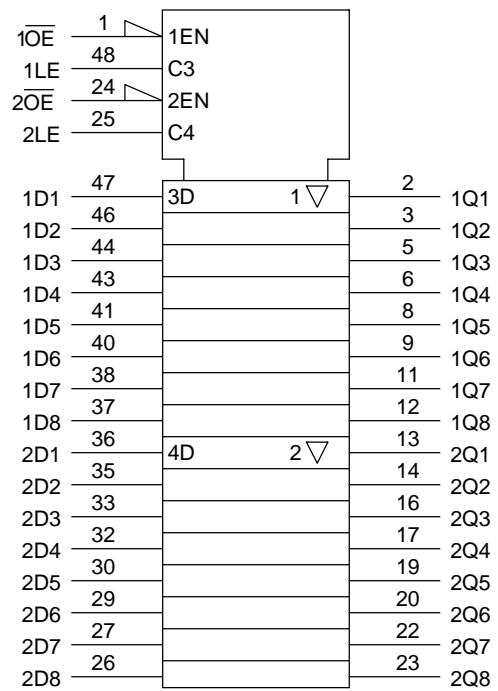 1O̅E̅ 1 1EN
1LE 48 C3
2O̅E̅ 24 2EN
2LE 25 C4
1D1 47 3D 1 ▽ 2 1Q1
1D2 46 3 1Q2
1D3 44 5 1Q3
1D4 43 6 1Q4
1D5 41 8 1Q5
1D6 40 9 1Q6
1D7 38 11 1Q7
1D8 37 12 1Q8
2D1 36 4D 2 ▽ 13 2Q1
2D2 35 14 2Q2
2D3 33 16 2Q3
2D4 32 17 2Q4
2D5 30 19 2Q5
2D6 29 20 2Q6
2D7 27 22 2Q7
2D8 26 23 2Q8